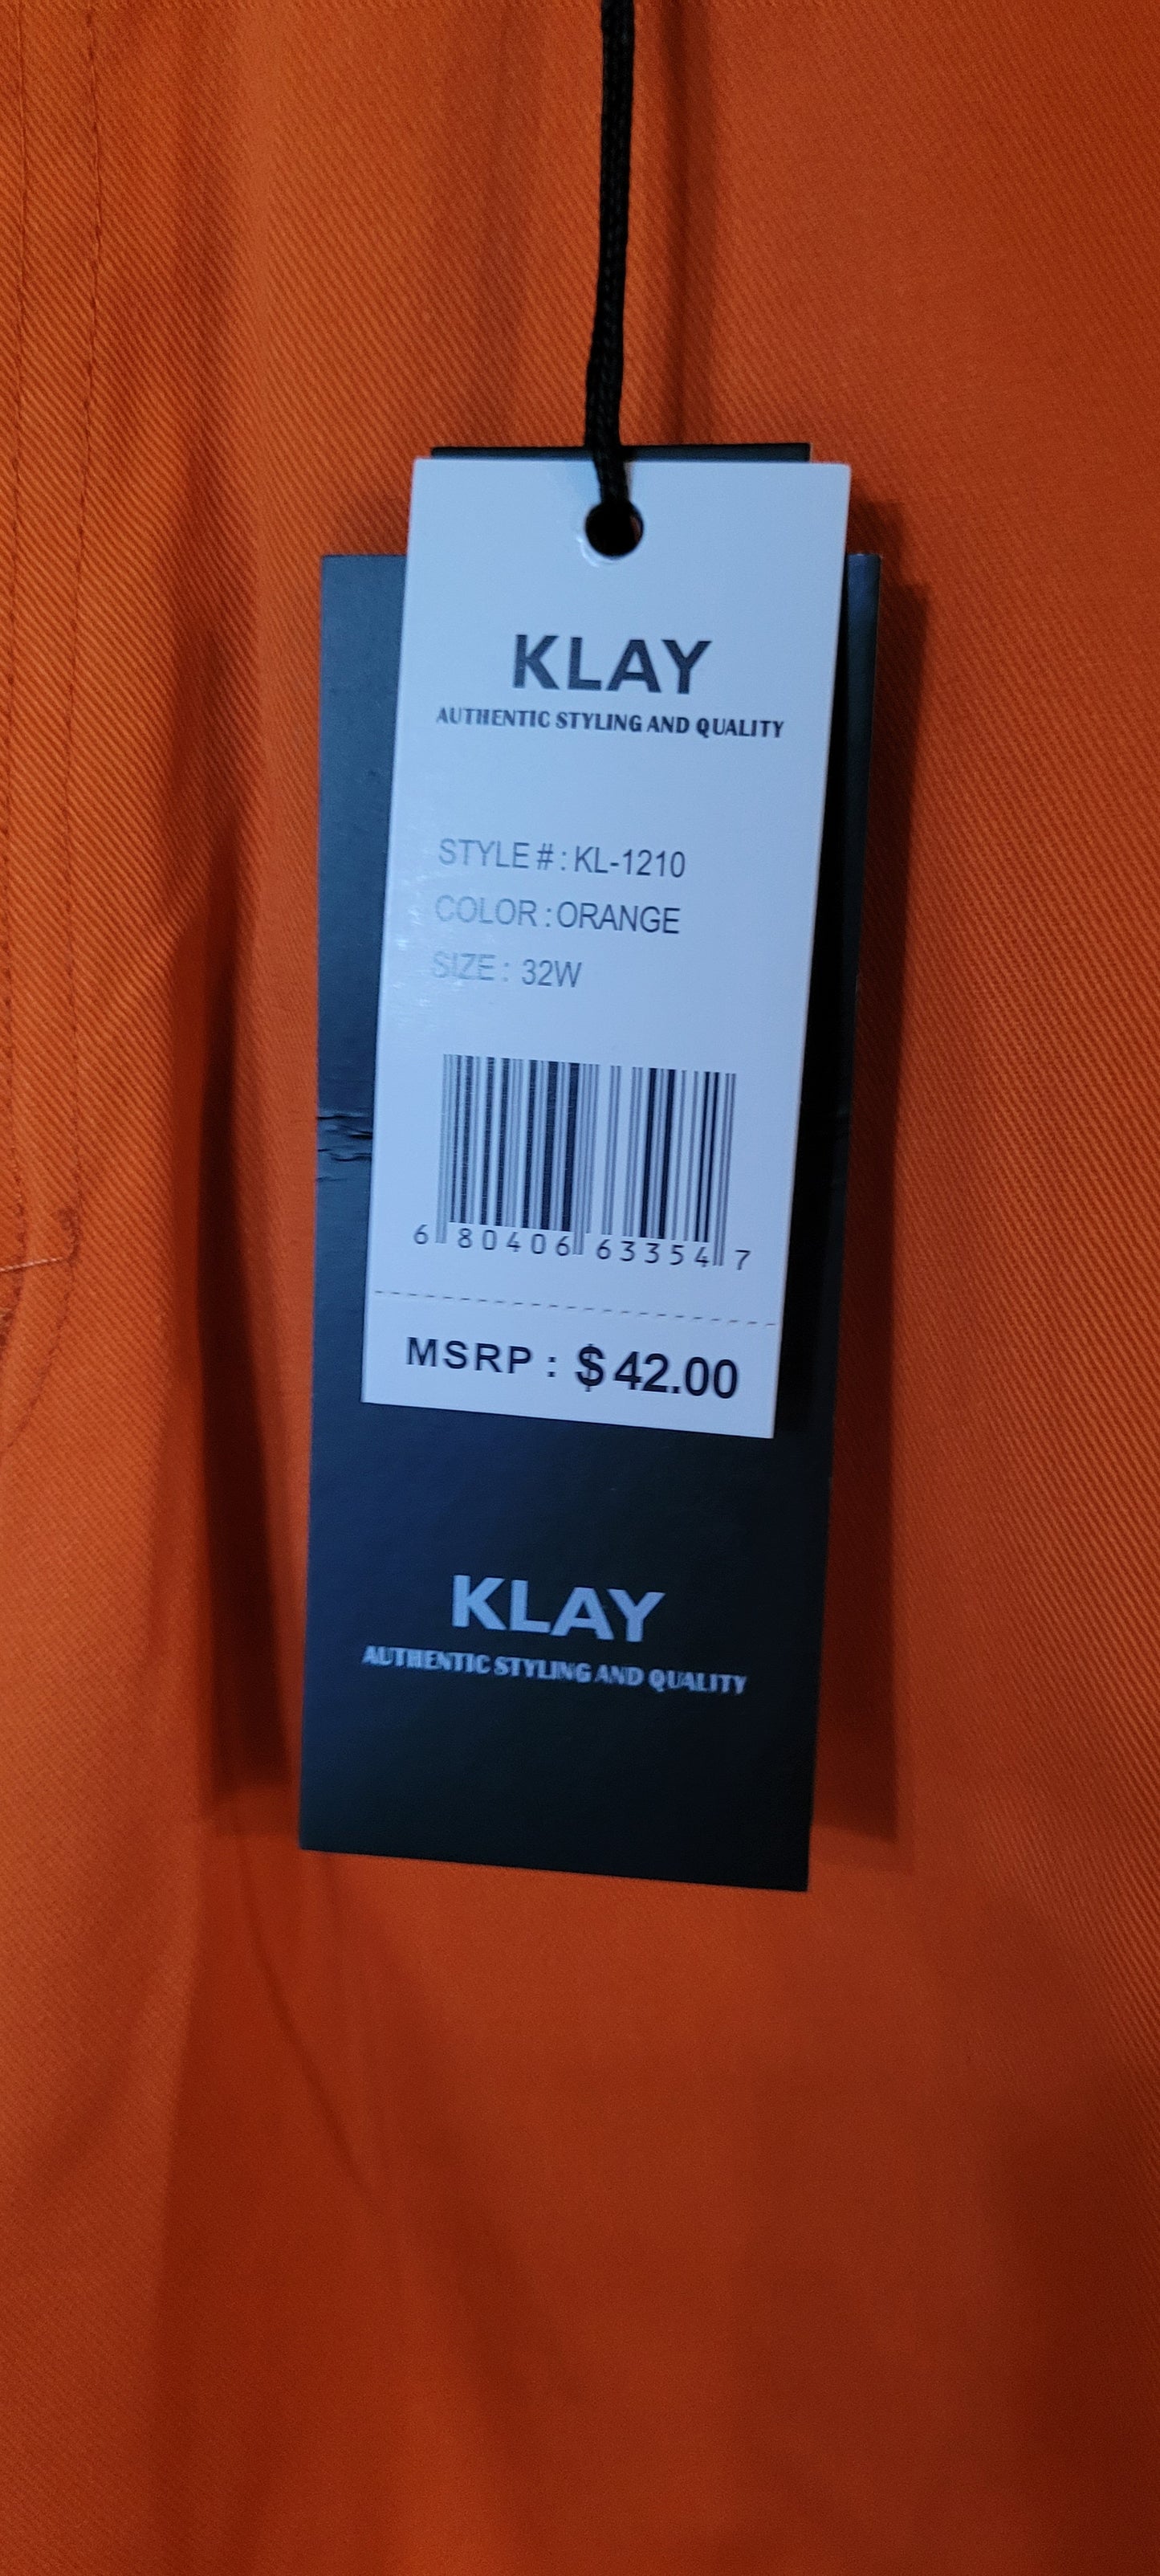 KLAY
AUTHENTIC STYLING AND QUALITY
STYLE # : KL-1210
COLOR : ORANGE
SIZE : 32W
6 80406 63354 7
MSRP : $42.00
KLAY
AUTHENTIC STYLING AND QUALITY